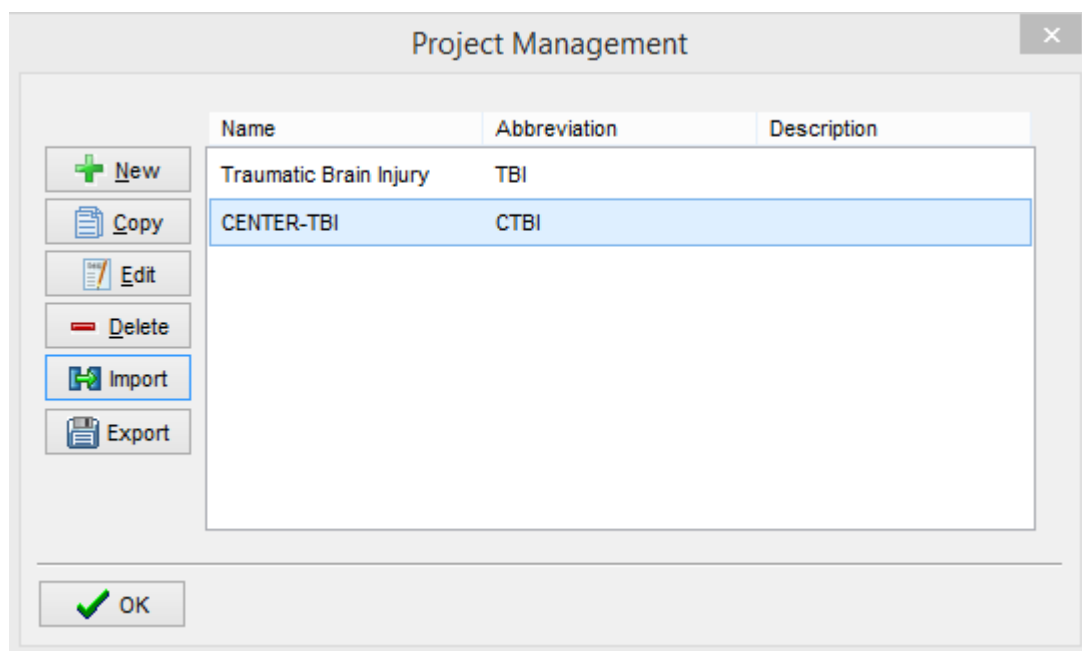 Project Management
Name Abbreviation Description
New
Traumatic Brain Injury TBI
Copy
CENTER-TBI CTBI
Edit
Delete
Import
Export
OK